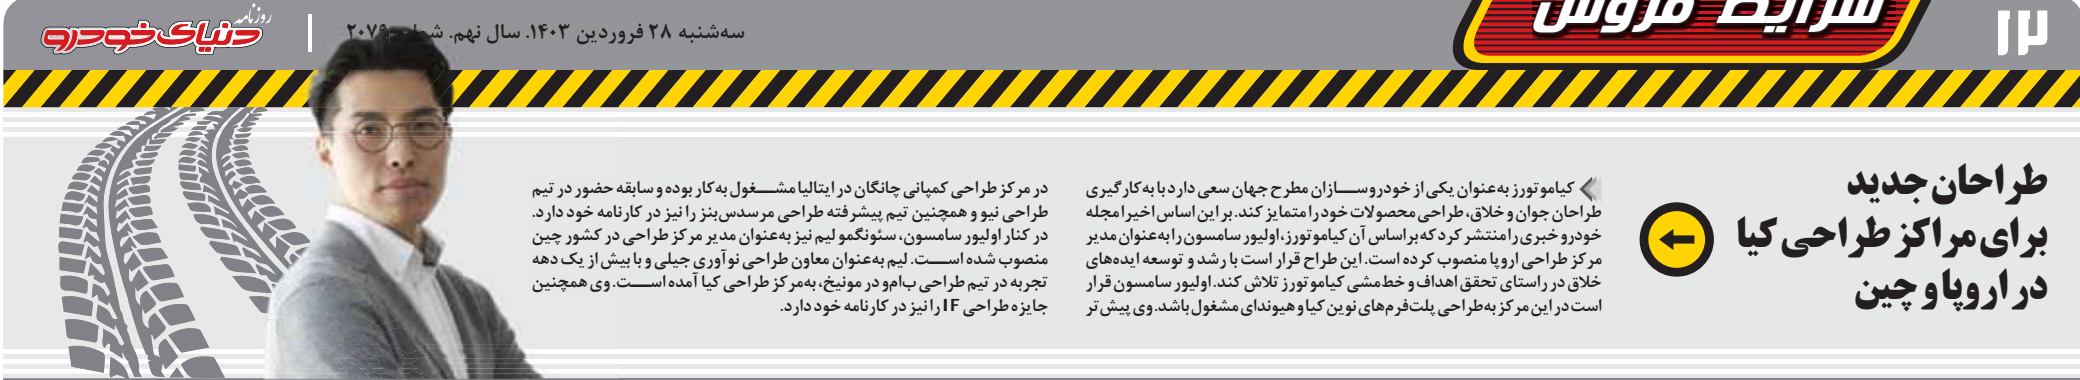 ۱۲
شرایط فروش
سه‌شنبه ۲۸ فروردین ۱۴۰۳. سال نهم. شماره ۲۰۷۹
روزنامه
دنیای خودرو
طراحان جدید
برای مراکز طراحی کیا
در اروپا و چین
کیاموتورز به‌عنوان یکی از خودروسازان مطرح جهان سعی دارد با به‌کارگیری
طراحان جوان و خلاق، طراحی محصولات خود را متمایز کند. بر این اساس اخیرا مجله
خودرو خبری را منتشر کرد که براساس آن کیاموتورز، اولیور سامسون را به‌عنوان مدیر
مرکز طراحی اروپا منصوب کرده است. این طراح قرار است با رشد و توسعه ایده‌های
خلاق در راستای تحقق اهداف و خط‌مشی کیاموتورز تلاش کند. اولیور سامسون قرار
است در این مرکز به‌طراحی پلت‌فرم‌های نوین کیا و هیوندای مشغول باشد. وی پیش‌تر
در مرکز طراحی کمپانی چانگان در ایتالیا مشغول به‌کار بوده و سابقه حضور در تیم
طراحی نیو و همچنین تیم پیشرفته طراحی مرسدس‌بنز را نیز در کارنامه خود دارد.
در کنار اولیور سامسون، سئونگمو لیم نیز به‌عنوان مدیر مرکز طراحی در کشور چین
منصوب شده است. لیم به‌عنوان معاون طراحی نوآوری جیلی و با بیش از یک دهه
تجربه در تیم طراحی ب‌ام‌و در مونیخ، به‌مرکز طراحی کیا آمده است. وی همچنین
جایزه طراحی IF را نیز در کارنامه خود دارد.